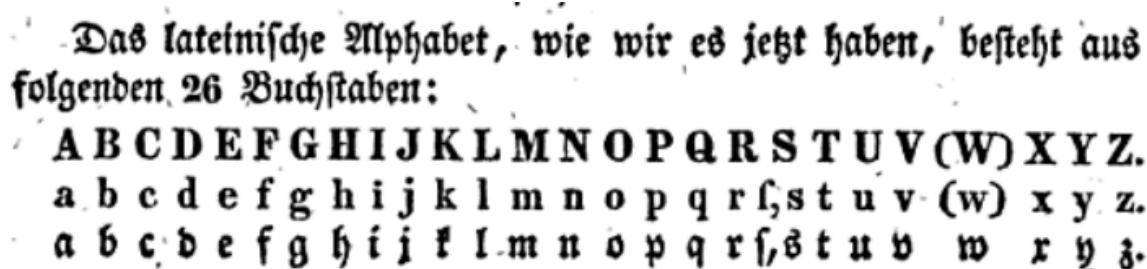 Das lateiniſche Alphabet, wie wir es jetzt haben, beſteht aus
folgenden 26 Buchſtaben:
A B C D E F G H I J K L M N O P Q R S T U V (W) X Y Z.
a b c d e f g h i j k l m n o p q r ſ, s t u v (w) x y z.
a b c d e f g h i j k l m n o p q r ſ, s t u v w x y z.